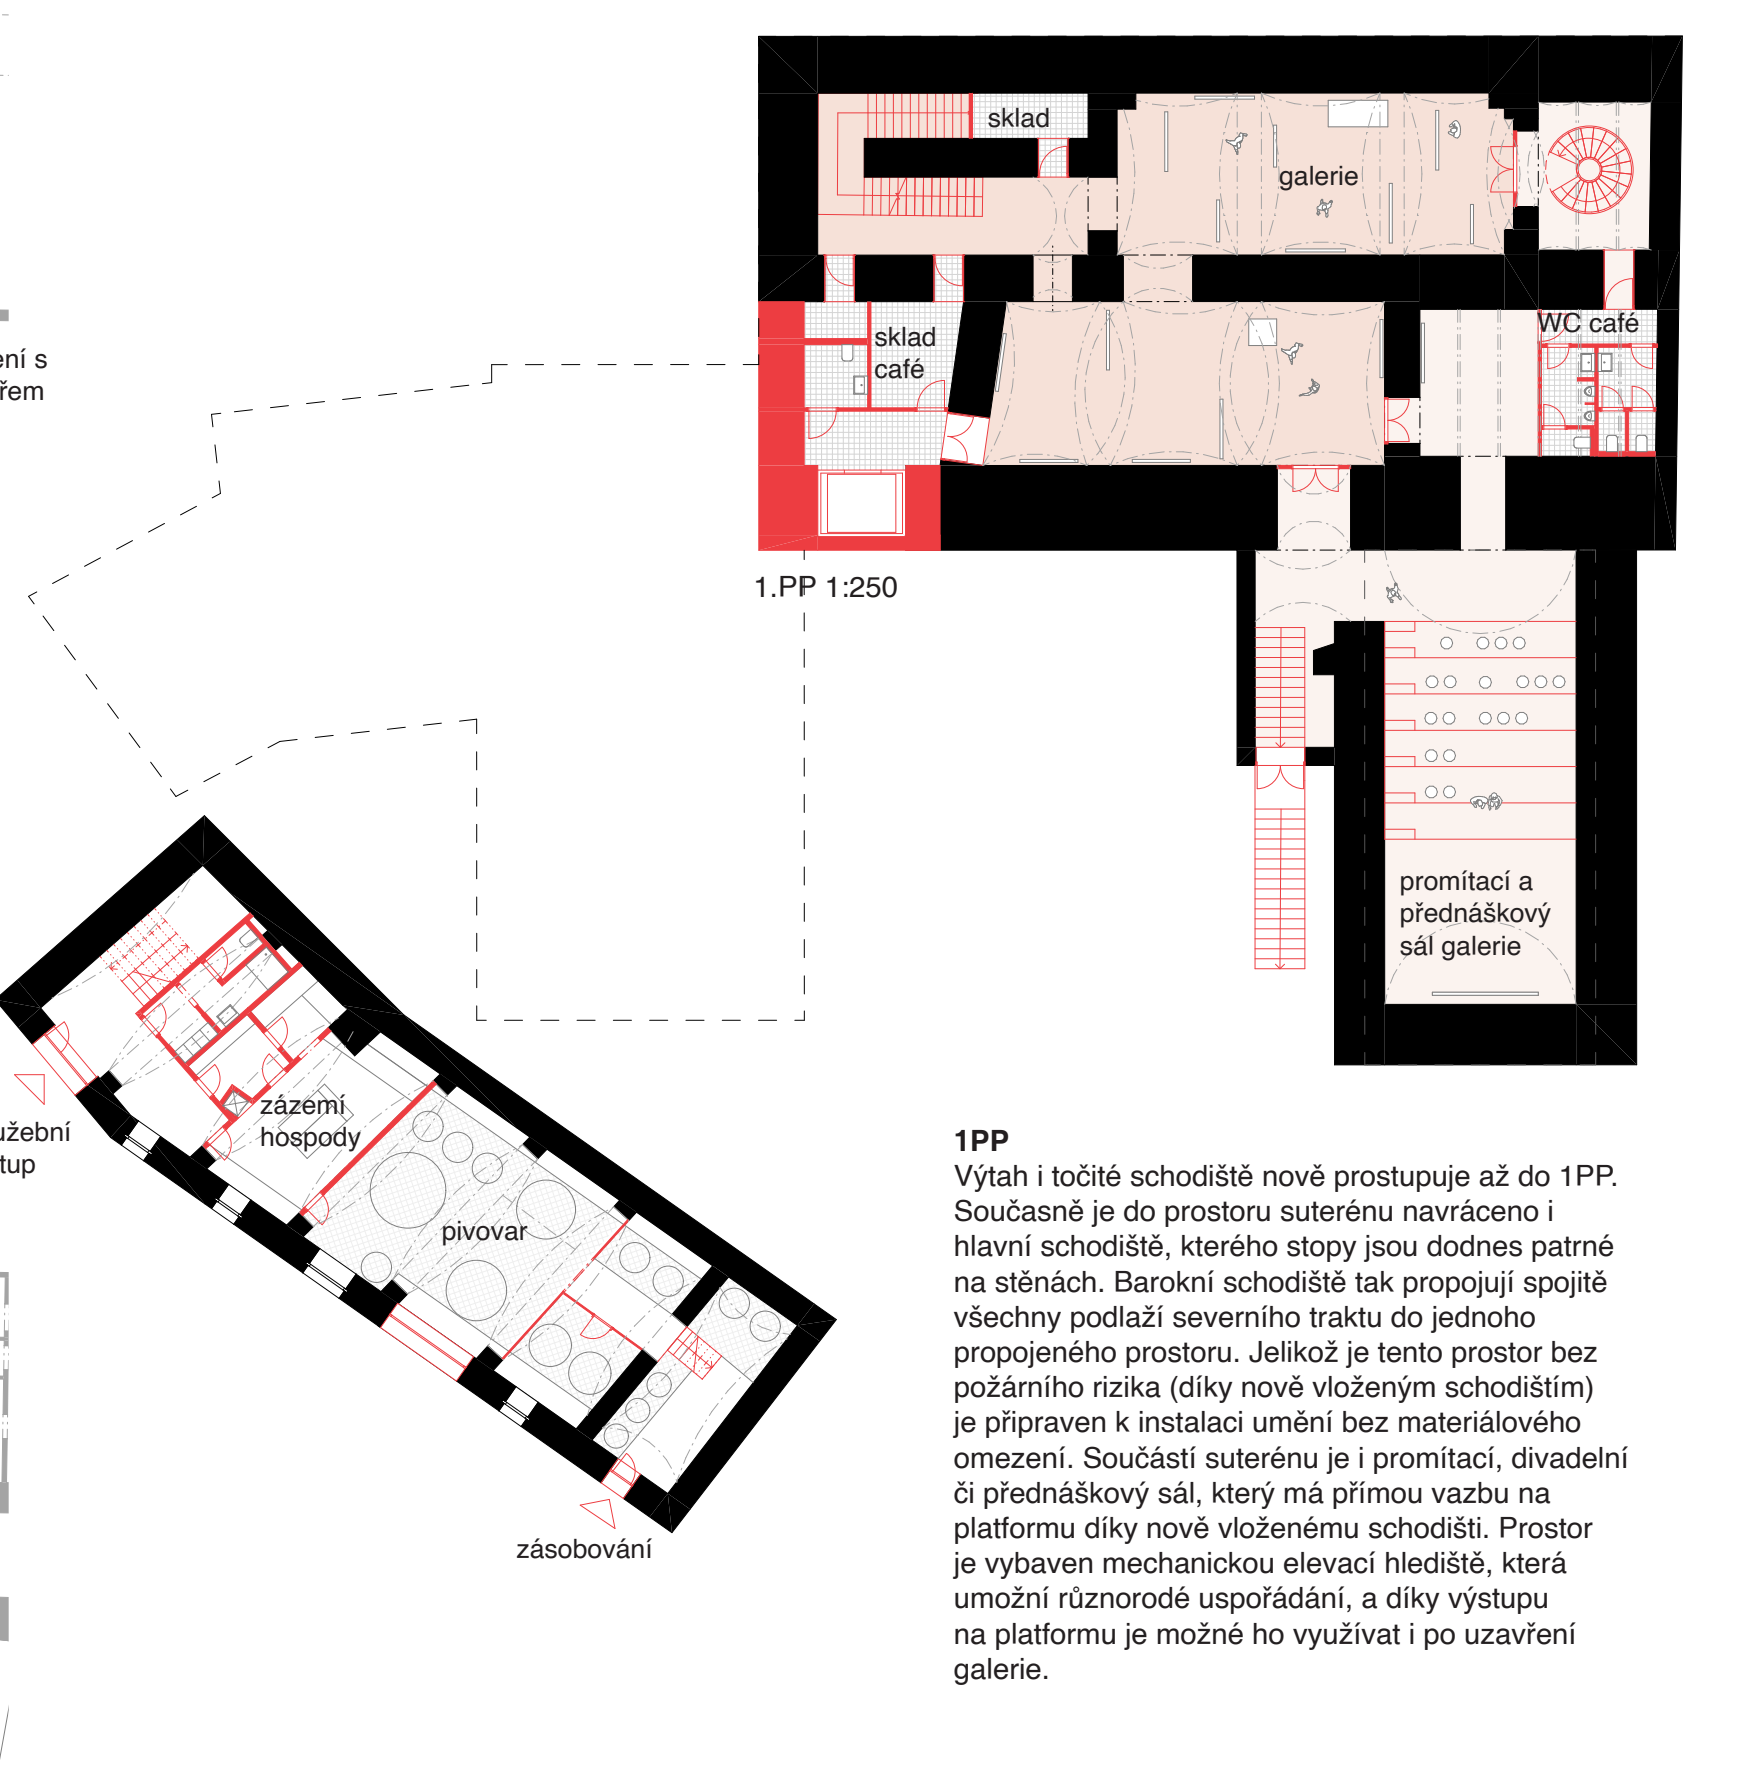 sklad
galerie
WC café
sklad
café
ení s
řem
1.PP 1:250
promítací a
přednáškový
sál galerie
zázemí
hospody
užební
tup
pivovar
zásobování
1PP
Výtah i točité schodiště nově prostupuje až do 1PP.
Současně je do prostoru suterénu navráceno i
hlavní schodiště, kterého stopy jsou dodnes patrné
na stěnách. Barokní schodiště tak propojují spojitě
všechny podlaží severního traktu do jednoho
propojeného prostoru. Jelikož je tento prostor bez
požárního rizika (díky nově vloženým schodištím)
je připraven k instalaci umění bez materiálového
omezení. Součástí suterénu je i promítací, divadelní
či přednáškový sál, který má přímou vazbu na
platformu díky nově vloženému schodišti. Prostor
je vybaven mechanickou elevací hlediště, která
umožní různorodé uspořádání, a díky výstupu
na platformu je možné ho využívat i po uzavření
galerie.